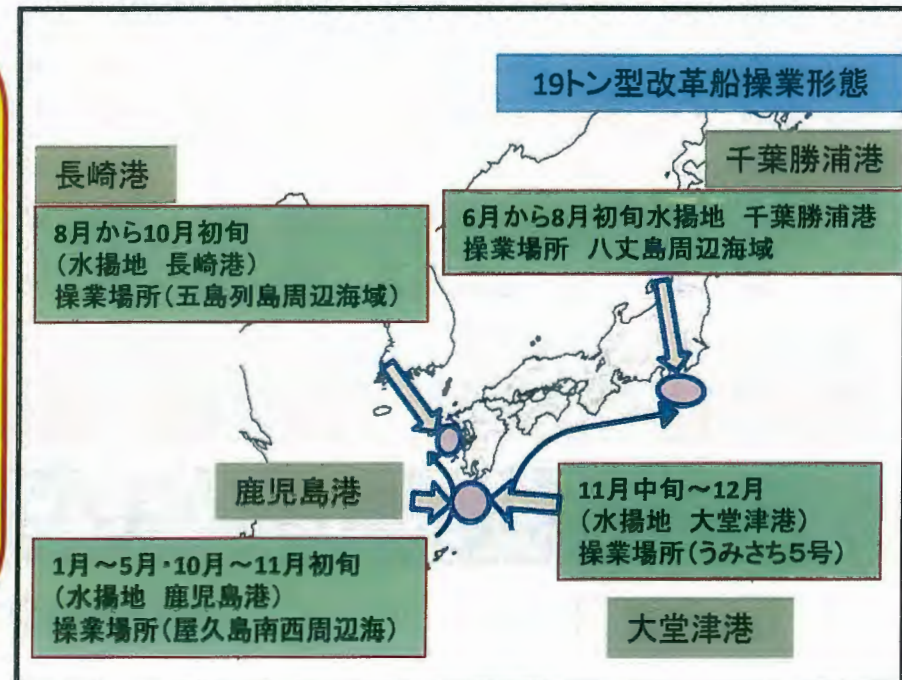 19トン型改革船操業形態
長崎港
8月から10月初旬
(水揚地 長崎港)
操業場所(五島列島周辺海域)
千葉勝浦港
6月から8月初旬水揚地 千葉勝浦港
操業場所 八丈島周辺海域
鹿児島港
1月～5月・10月～11月初旬
(水揚地 鹿児島港)
操業場所(屋久島南西周辺海)
11月中旬～12月
(水揚地 大堂津港)
操業場所(うみさち5号)
大堂津港